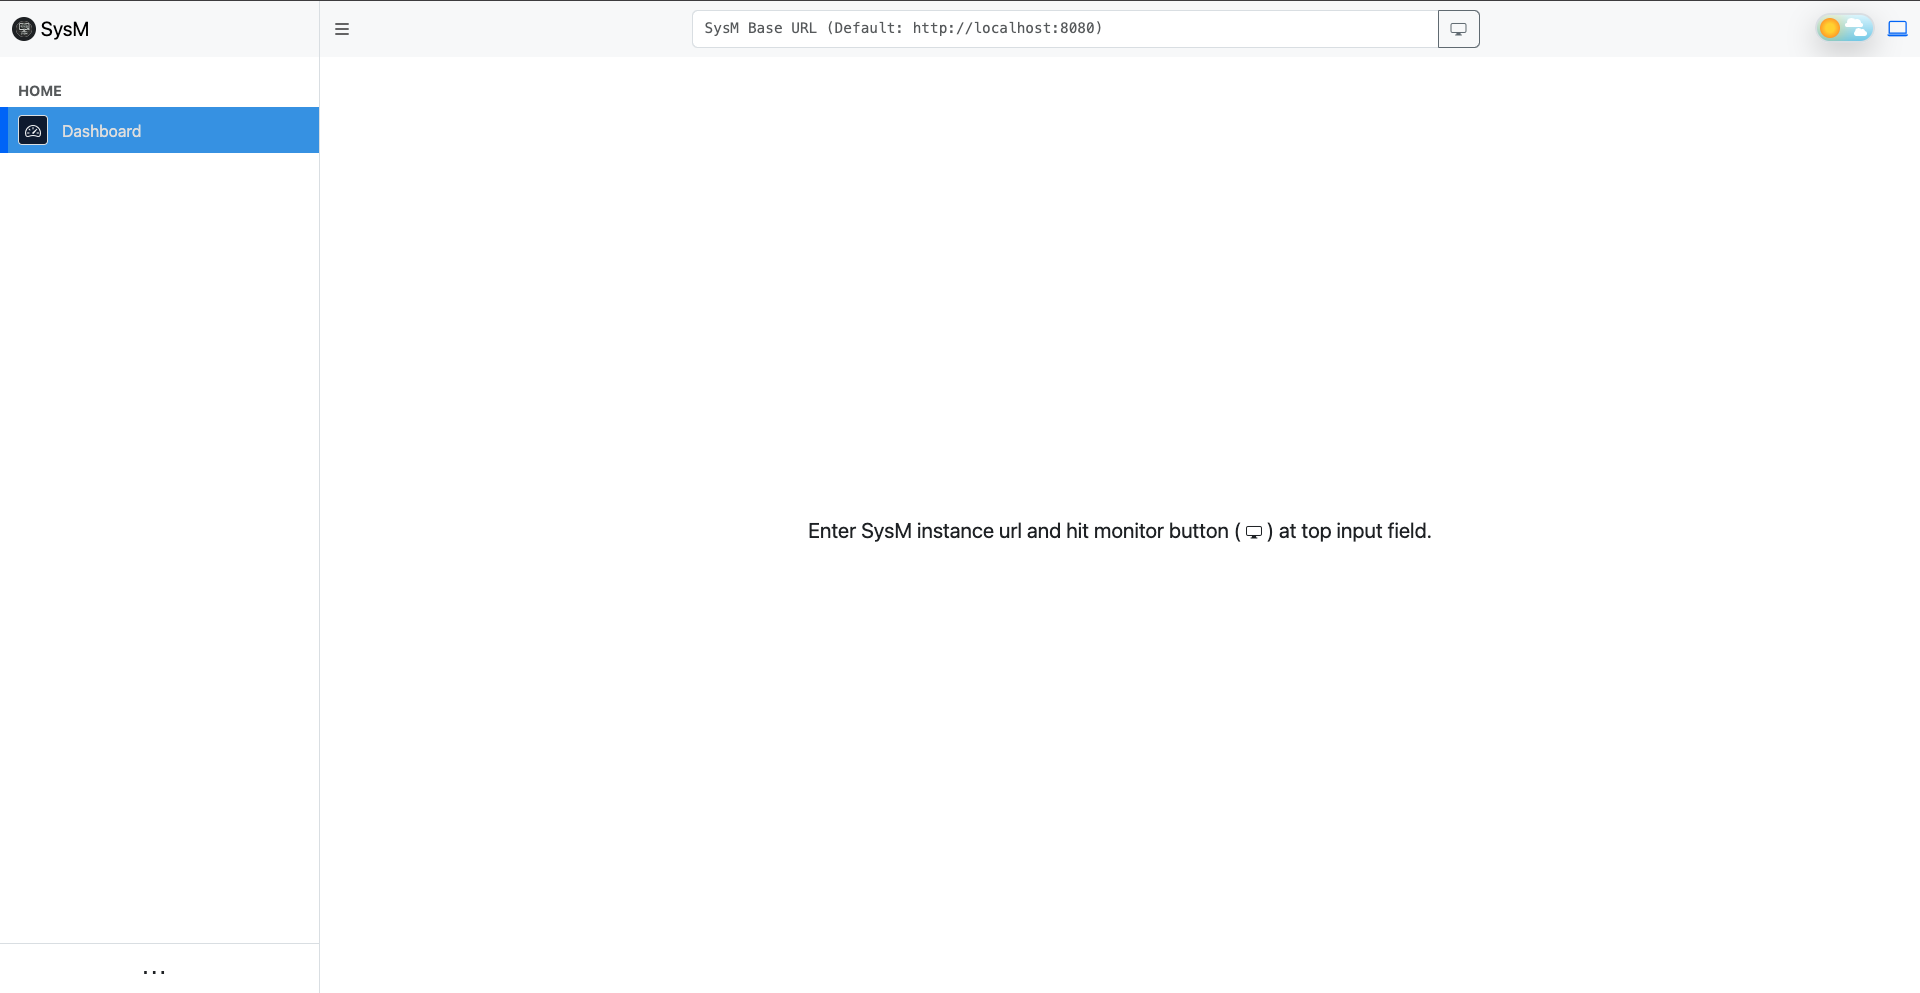 SysM
SysM Base URL (Default: http://localhost:8080)
HOME
Dashboard
Enter SysM instance url and hit monitor button ( ) at top input field.
...